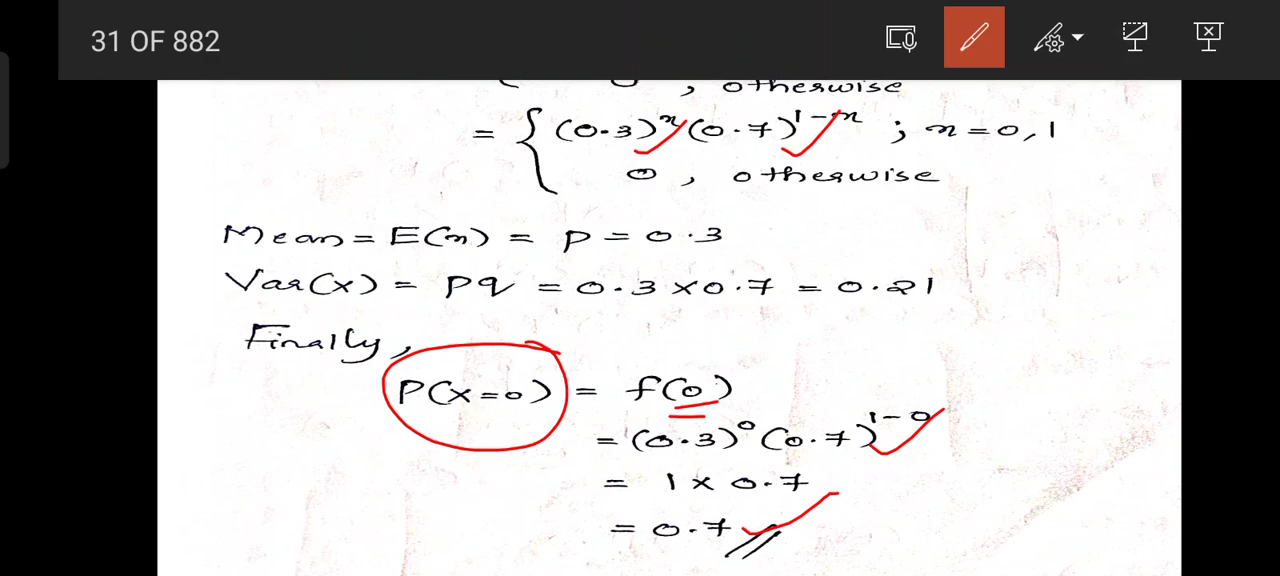 31 OF 882
, otherwise
= { (0.3)^x (0.7)^1-x ; x = 0, 1
0 , otherwise
Mean = E(x) = p = 0.3
Var(x) = pq = 0.3 × 0.7 = 0.21
Finally,
P(X=0) = f(0)
= (0.3)^0 (0.7)^1-0
= 1 × 0.7
= 0.7